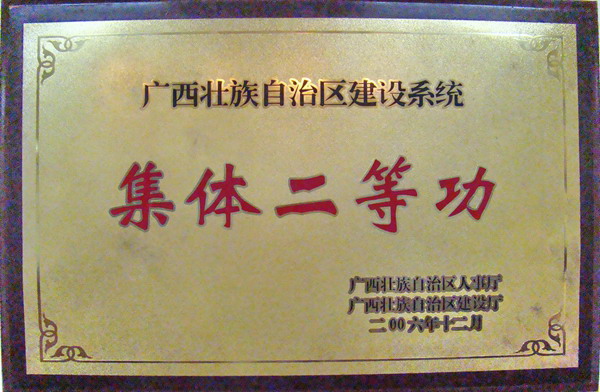 广西壮族自治区建设系统
集体二等功
广西壮族自治区人事厅
广西壮族自治区建设厅
二00六年十二月